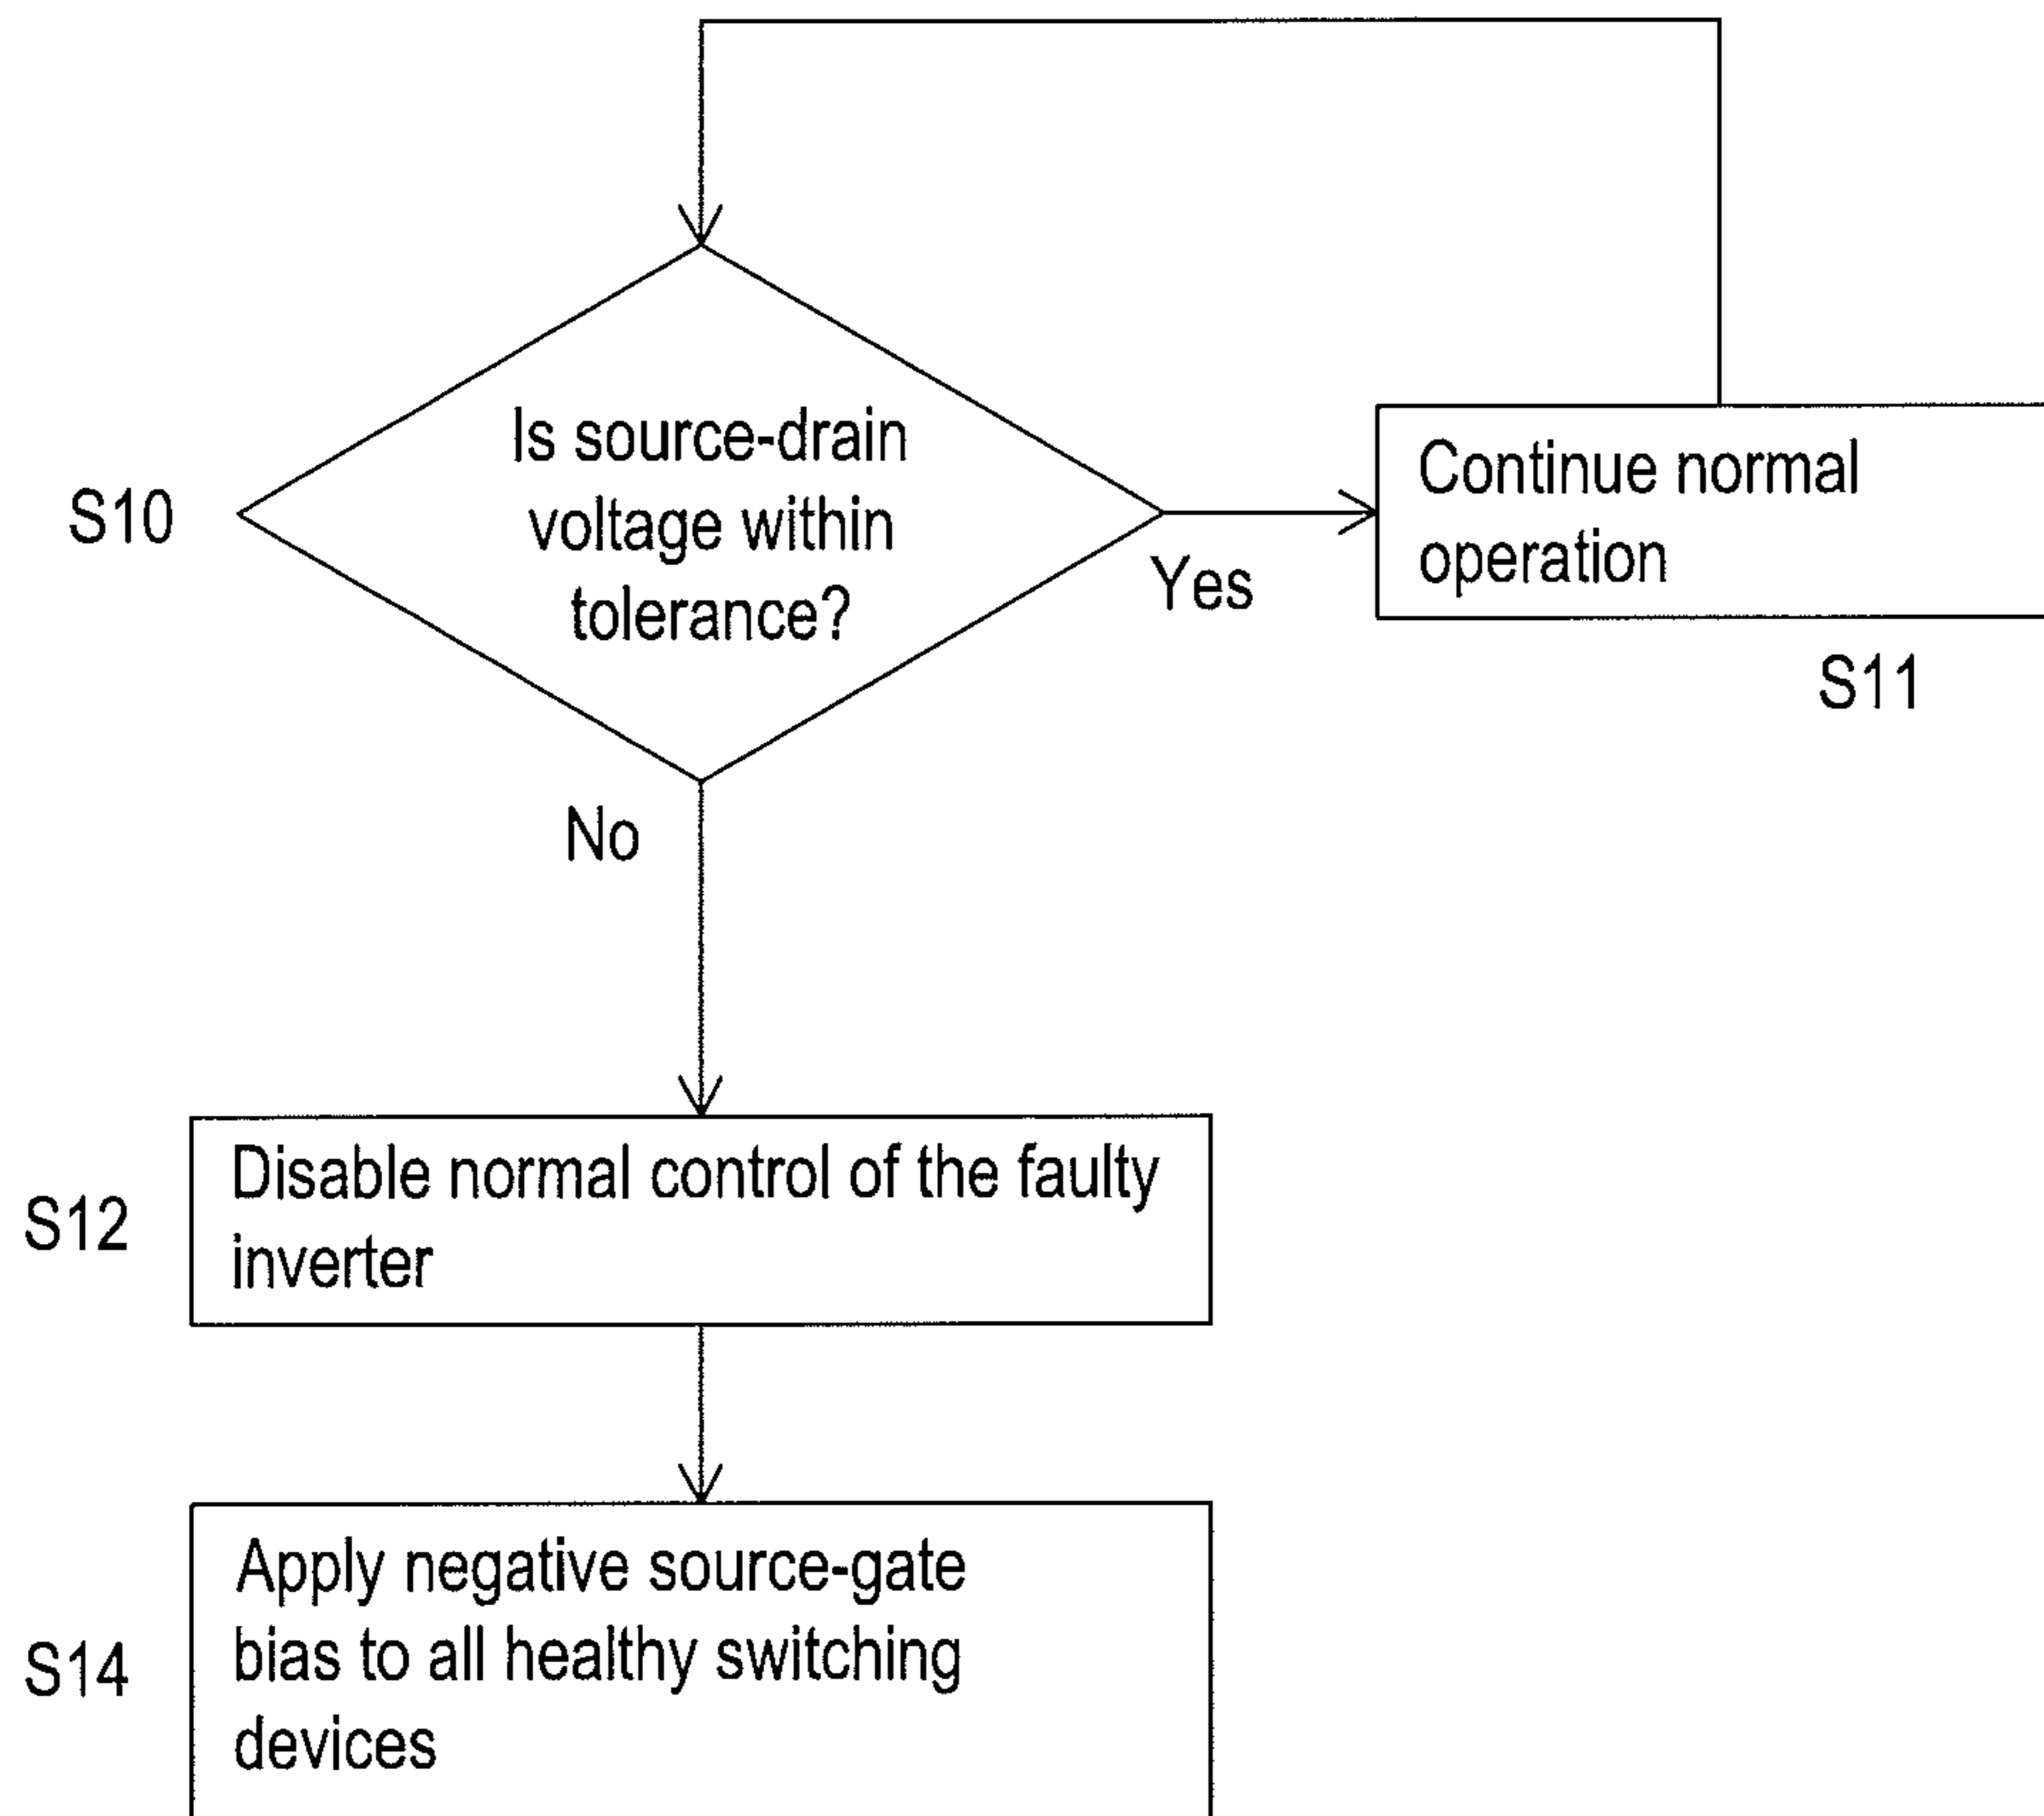 Is source-drain
voltage within
tolerance?
S10
Yes
Continue normal
operation
S11
No
Disable normal control of the faulty
inverter
S12
Apply negative source-gate
bias to all healthy switching
devices
S14